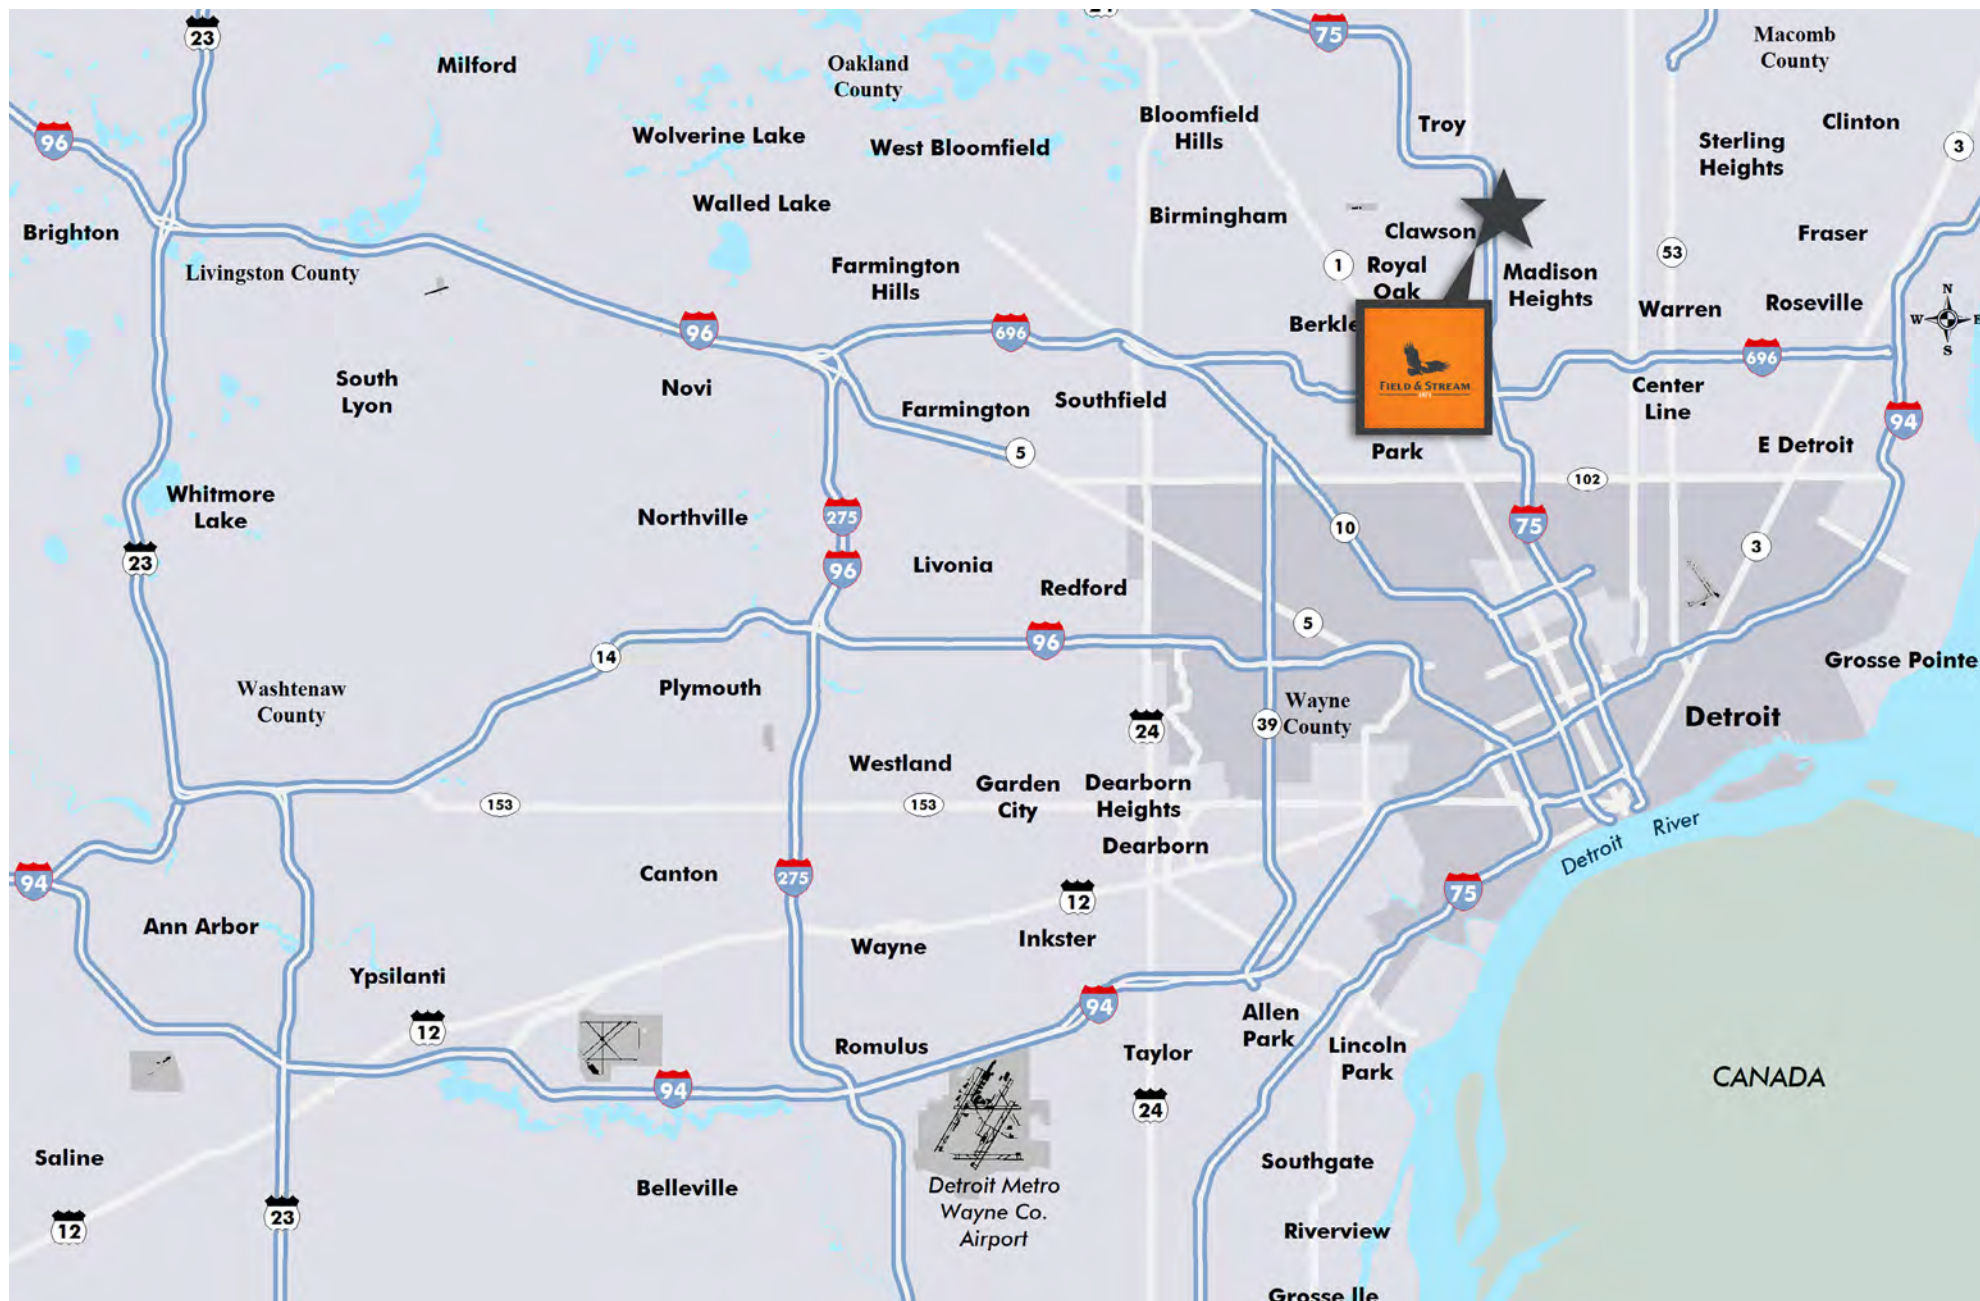 23
Milford
Oakland
County
75
Macomb
County
96
Wolverine Lake
West Bloomfield
Bloomfield
Hills
Troy
Sterling
Heights
Clinton
3
Walled Lake
Birmingham
Clawson
Brighton
Livingston County
Farmington
Hills
1
Royal
Oak
Madison
Heights
53
Fraser
96
696
Warren
Roseville
N
W
E
S
FIELD & STREAM
1871
696
South
Lyon
Novi
Farmington
Southfield
Center
Line
94
5
Park
E Detroit
102
Whitmore
Lake
Northville
275
10
75
3
23
96
Livonia
Redford
5
14
96
Washtenaw
County
Plymouth
24
39
Wayne
County
Detroit
Grosse Pointe
Westland
Garden
City
Dearborn
Heights
153
153
Dearborn
Detroit River
94
Canton
275
12
75
Ann Arbor
Wayne
Inkster
Ypsilanti
12
94
Allen
Park
Romulus
Taylor
Lincoln
Park
94
24
CANADA
Saline
Belleville
Southgate
12
23
Detroit Metro
Wayne Co.
Airport
Riverview
Grosse Ile